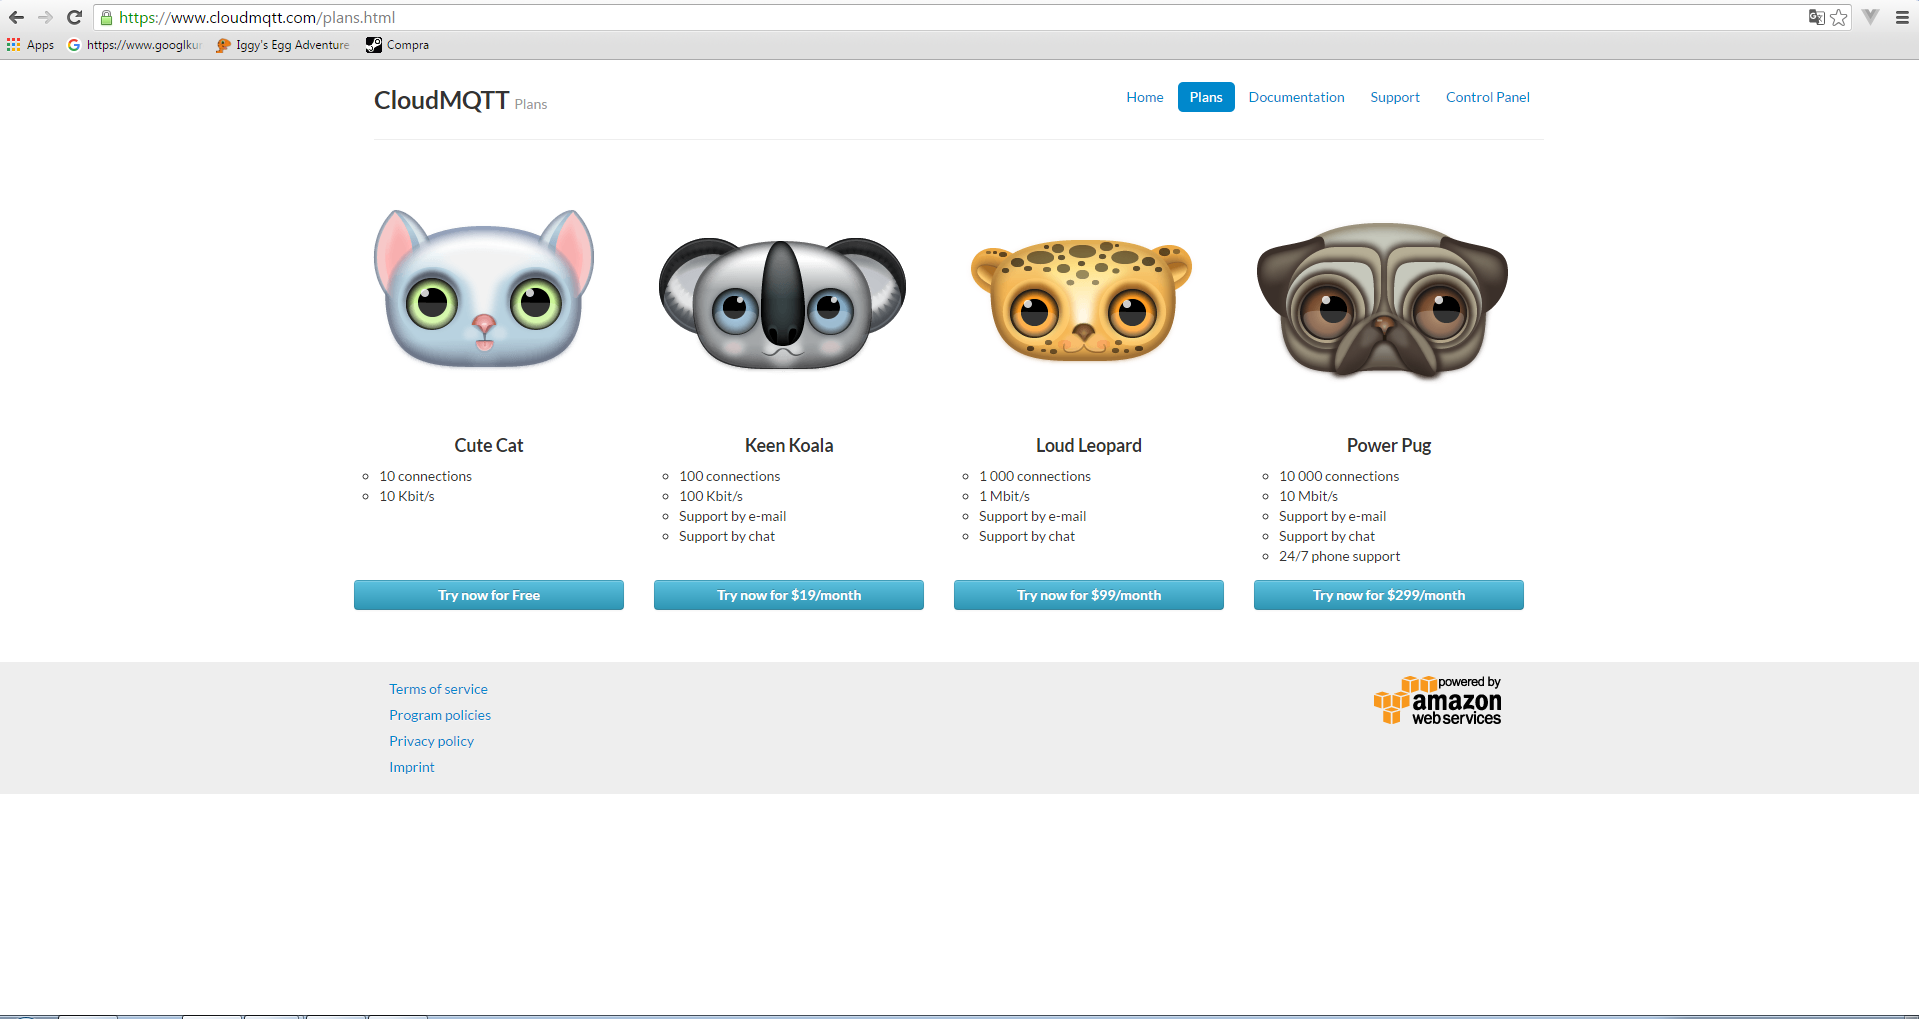 https://www.cloudmqtt.com/plans.html
Apps
https://www.googlkur
Iggy's Egg Adventure
Compra
CloudMQTT Plans
Home
Plans
Documentation
Support
Control Panel
Cute Cat
10 connections
10 Kbit/s
Try now for Free
Keen Koala
100 connections
100 Kbit/s
Support by e-mail
Support by chat
Try now for $19/month
Loud Leopard
1 000 connections
1 Mbit/s
Support by e-mail
Support by chat
Try now for $99/month
Power Pug
10 000 connections
10 Mbit/s
Support by e-mail
Support by chat
24/7 phone support
Try now for $299/month
Terms of service
Program policies
Privacy policy
Imprint
powered by
amazon
web services